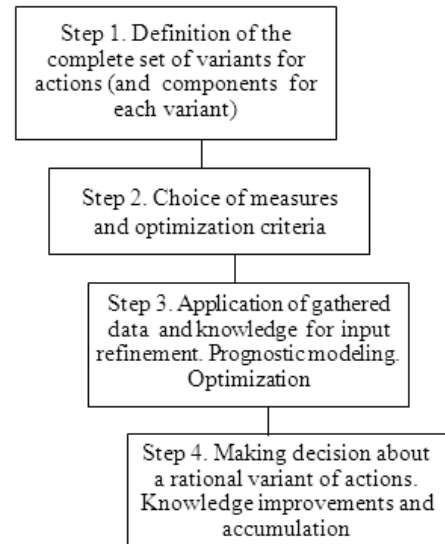 Step 1. Definition of the
complete set of variants for
actions (and components for
each variant)
Step 2. Choice of measures
and optimization criteria
Step 3. Application of gathered
data and knowledge for input
refinement. Prognostic modeling.
Optimization
Step 4. Making decision about
a rational variant of actions.
Knowledge improvements and
accumulation